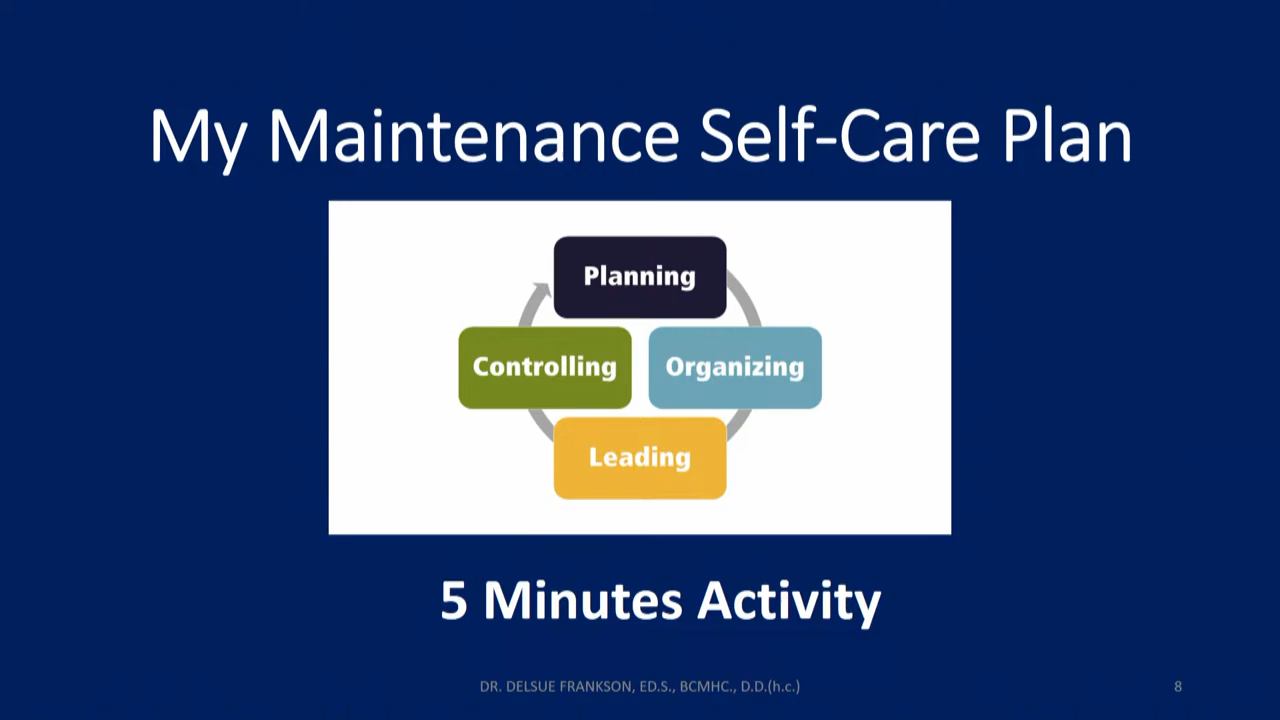 My Maintenance Self-Care Plan
Planning
Controlling
Organizing
Leading
5 Minutes Activity
DR. DELSUE FRANKSON, ED.S., BCMHC., D.D.(h.c.)
8